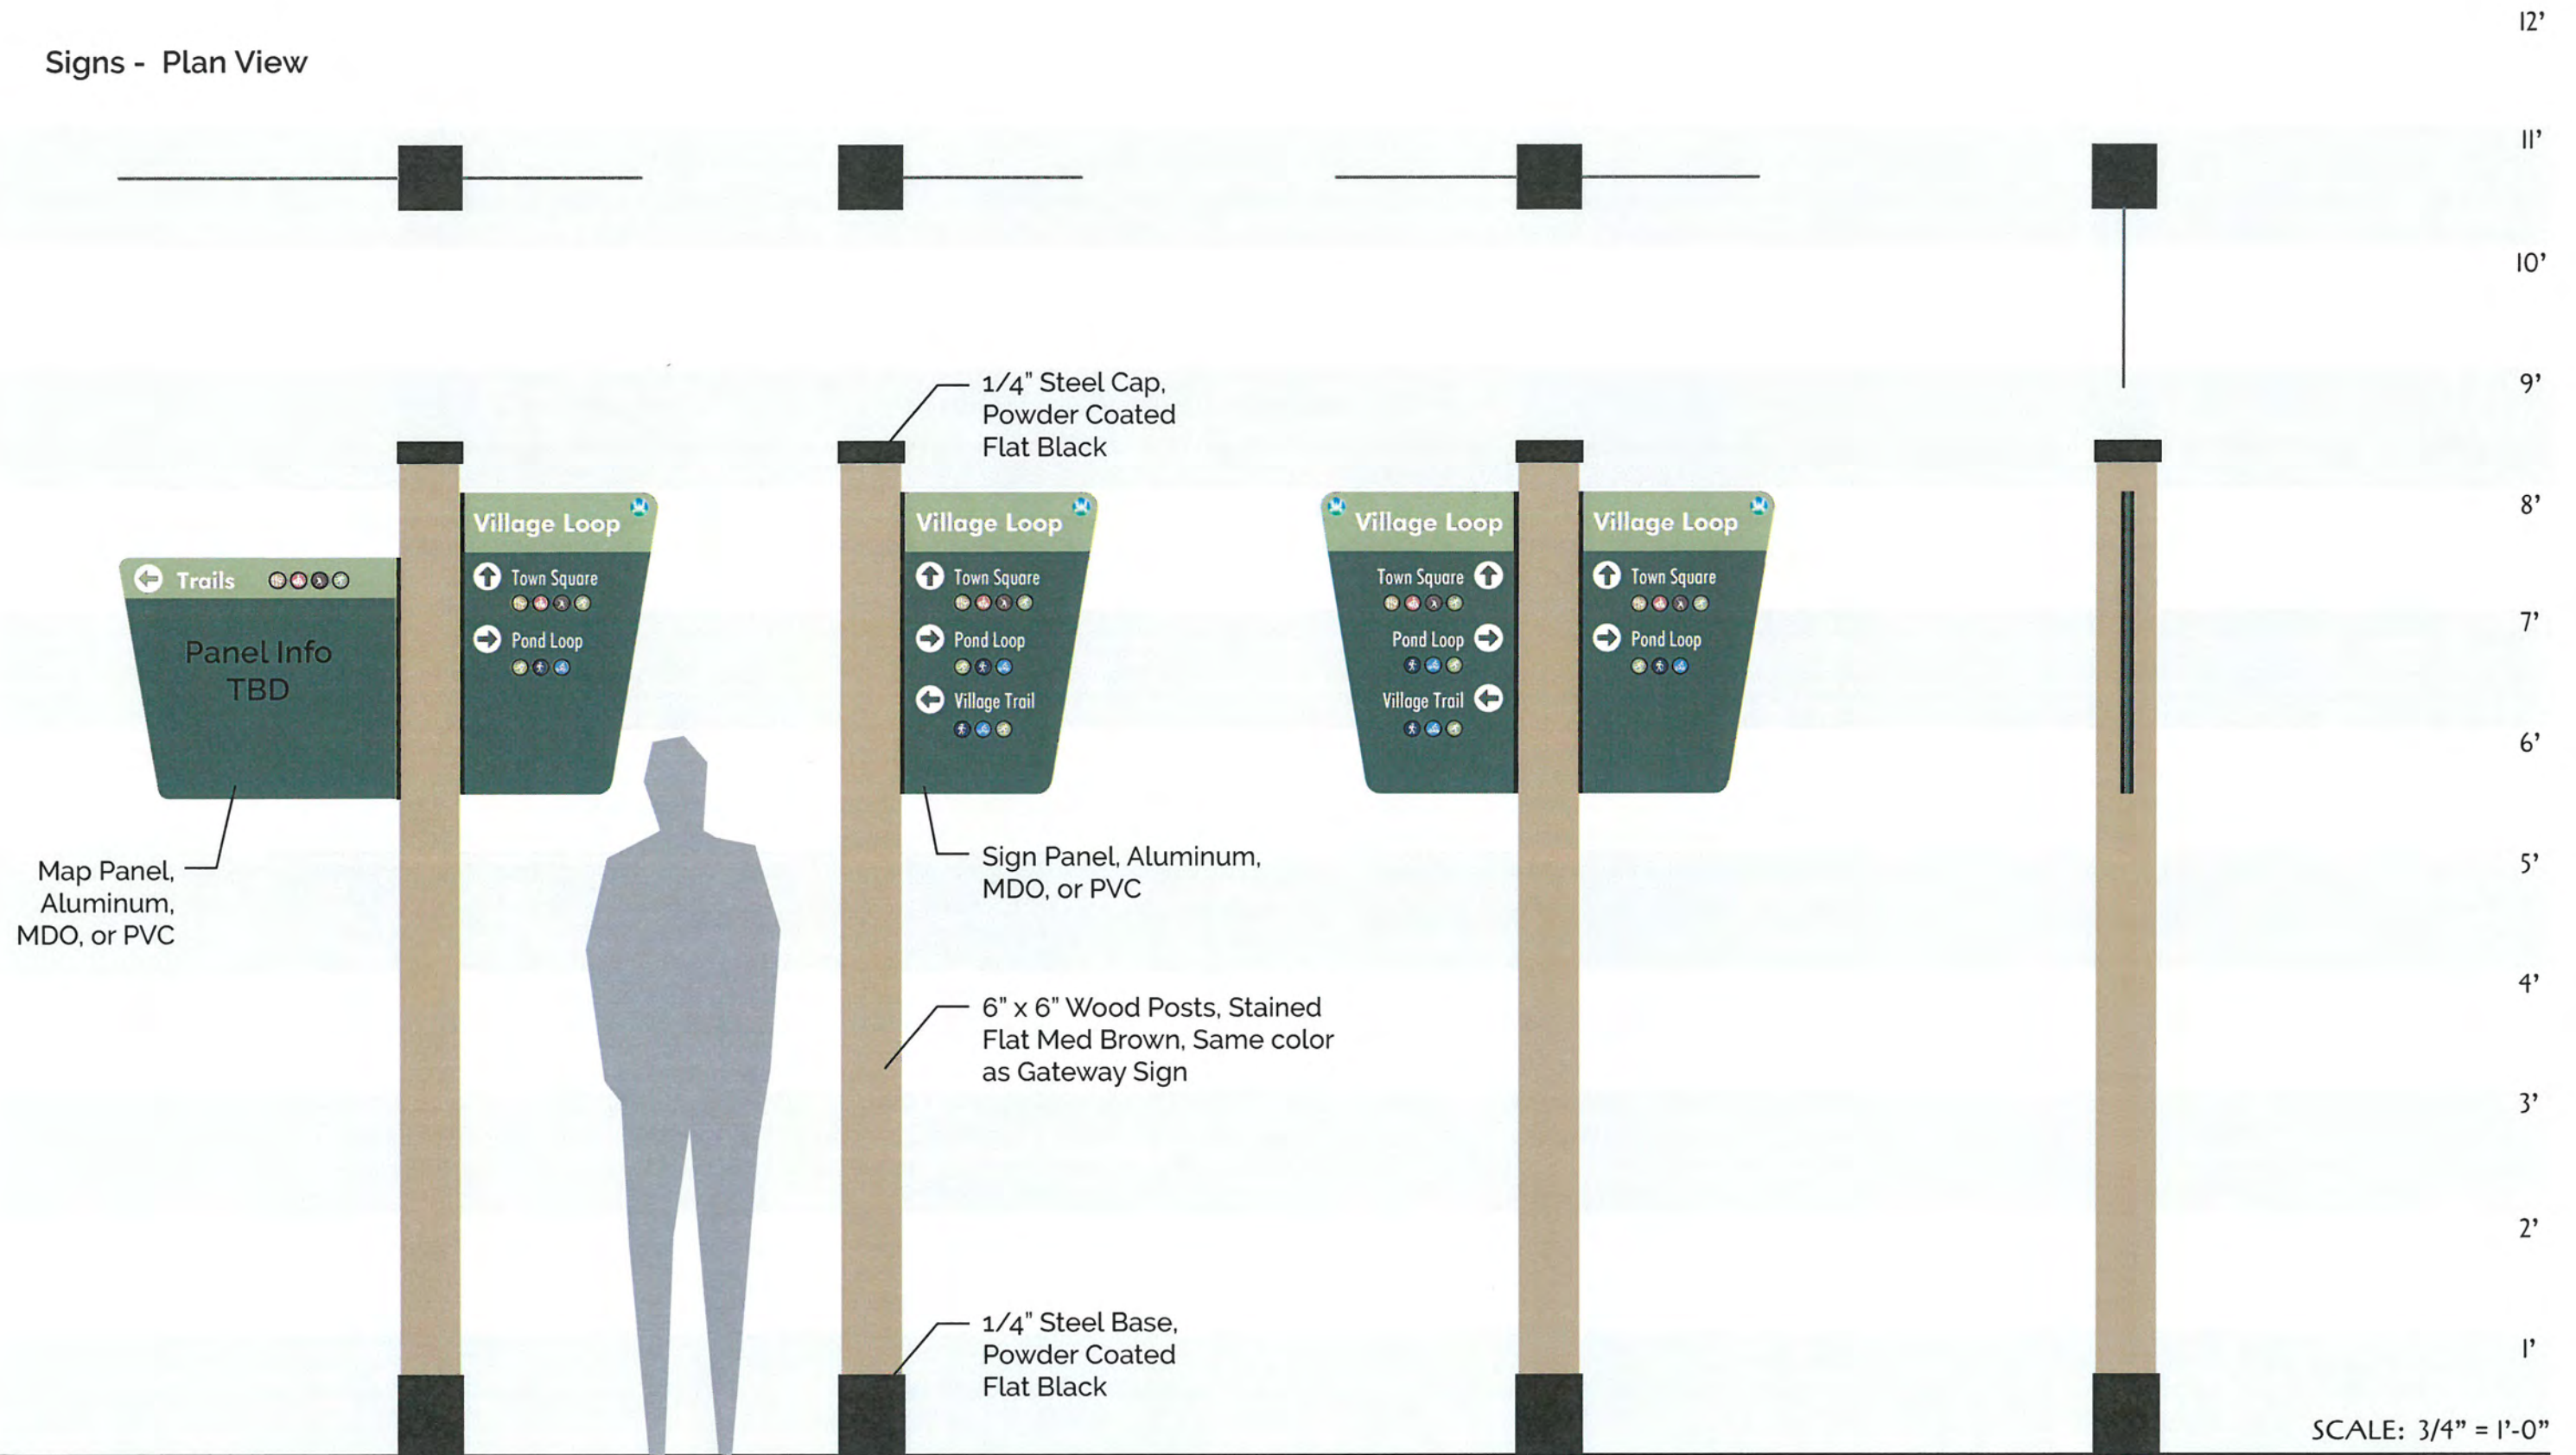 Signs - Plan View
12'
11'
10'
9'
8'
7'
6'
5'
4'
3'
2'
1'
1/4" Steel Cap,
Powder Coated
Flat Black
Trails
Panel Info
TBD
Village Loop
Town Square
Pond Loop
Village Loop
Town Square
Pond Loop
Village Trail
Village Loop
Town Square
Pond Loop
Village Trail
Village Loop
Town Square
Pond Loop
Map Panel,
Aluminum,
MDO, or PVC
Sign Panel, Aluminum,
MDO, or PVC
6" x 6" Wood Posts, Stained
Flat Med Brown, Same color
as Gateway Sign
1/4" Steel Base,
Powder Coated
Flat Black
SCALE: 3/4" = 1'-0"